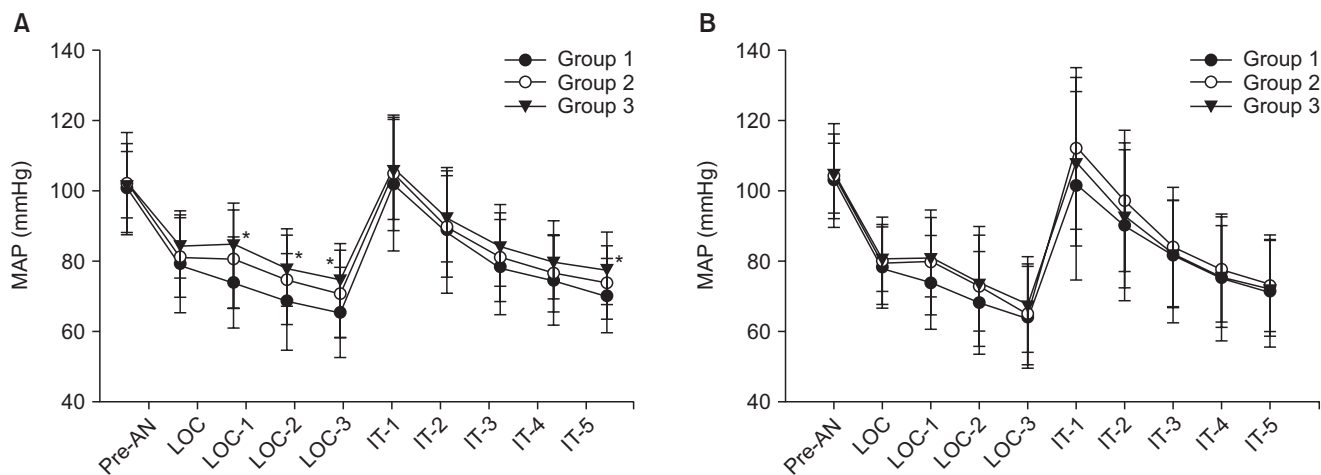 A
MAP (mmHg)
140
120
100
80
60
40
Group 1
Group 2
Group 3
*
*
*
*
Pre-AN
LOC
LOC-1
LOC-2
LOC-3
IT-1
IT-2
IT-3
IT-4
IT-5
B
MAP (mmHg)
140
120
100
80
60
40
Group 1
Group 2
Group 3
Pre-AN
LOC
LOC-1
LOC-2
LOC-3
IT-1
IT-2
IT-3
IT-4
IT-5